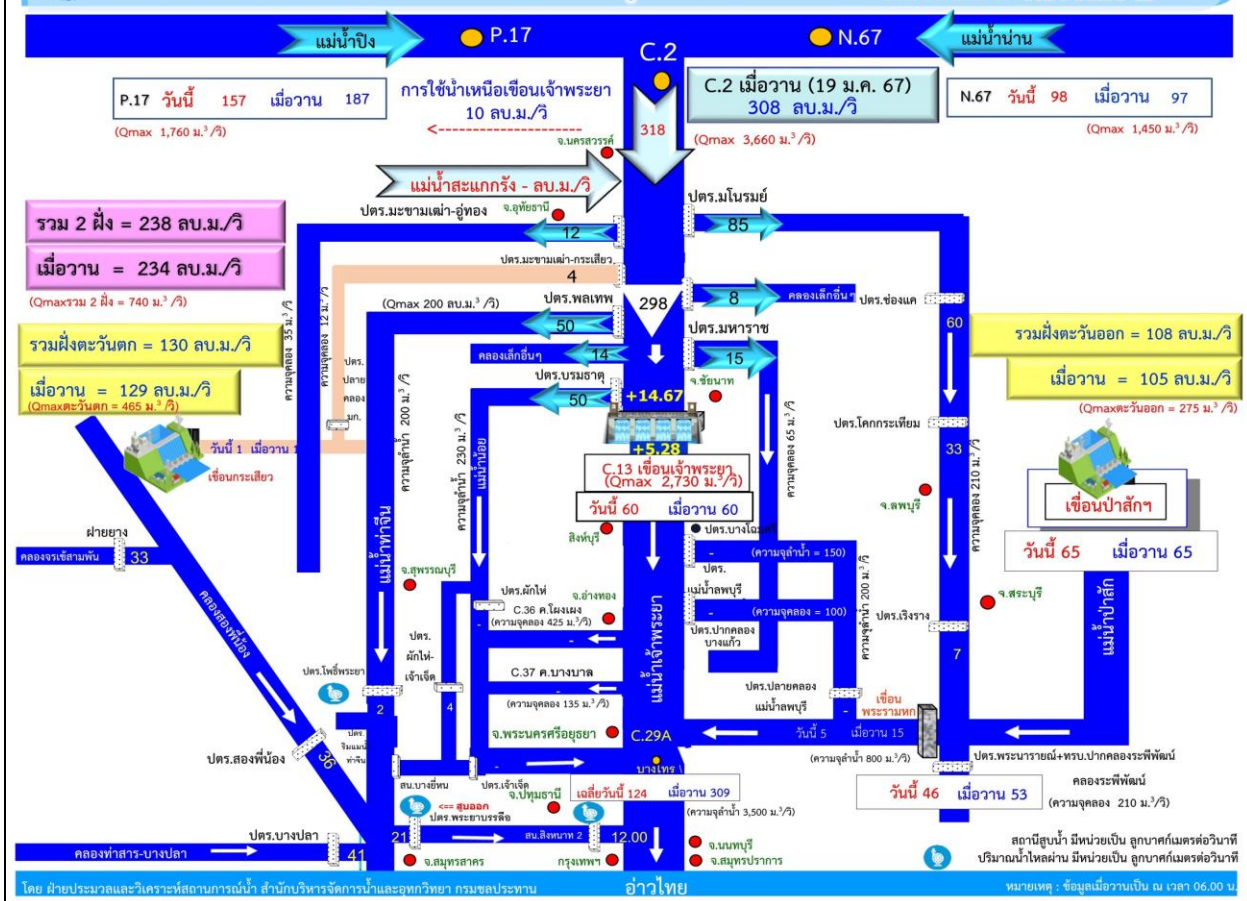 แม่น้ำปิง
P.17
C.2
N.67
แม่น้ำน่าน
P.17 วันนี้ 157 เมื่อวาน 187
(Qmax 1,760 ม.³ /วิ)
การใช้น้ำเหนือเขื่อนเจ้าพระยา
10 ลบ.ม./วิ
<---------------------
จ.นครสวรรค์
318
C.2 เมื่อวาน (19 ม.ค. 67)
308 ลบ.ม./วิ
(Qmax 3,660 ม.³ /วิ)
N.67 วันนี้ 98 เมื่อวาน 97
(Qmax 1,450 ม.³ /วิ)
แม่น้ำสะแกกรัง - ลบ.ม./วิ
รวม 2 ฝั่ง = 238 ลบ.ม./วิ
เมื่อวาน = 234 ลบ.ม./วิ
(Qmaxรวม 2 ฝั่ง = 740 ม.³ /วิ)
ปตร.มะขามเฒ่า-อู่ทอง
จ.อุทัยธานี
12
ปตร.มโนรมย์
85
ปตร.มะขามเฒ่า-กระเสียว
4
(Qmax 200 ลบ.ม.³ /วิ)
ปตร.พลเทพ
50
298
8
คลองเล็กอื่นๆ
ปตร.ช่องแค
60
รวมฝั่งตะวันตก = 130 ลบ.ม./วิ
เมื่อวาน = 129 ลบ.ม./วิ
(Qmaxตะวันตก = 465 ม.³ /วิ)
ความจุคลอง 35 ม.³ /วิ
ความจุคลอง 12 ม.³ /วิ
ปตร.
ปลาย
คลอง
มก.
คลองเล็กอื่นๆ
14
ปตร.มหาราช
15
รวมฝั่งตะวันออก = 108 ลบ.ม./วิ
เมื่อวาน = 105 ลบ.ม./วิ
(Qmaxตะวันออก = 275 ม.³ /วิ)
ปตร.บรมธาตุ
50
+14.67
จ.ชัยนาท
+5.28
C.13 เขื่อนเจ้าพระยา
(Qmax 2,730 ม.³/วิ)
วันนี้ 60 เมื่อวาน 60
ปตร.โคกกระเทียม
33
วันนี้ 1 เมื่อวาน 1
เขื่อนกระเสียว
ความจุลำน้ำ 200 ม.³ /วิ
ความจุลำน้ำ 230 ม.³ /วิ
แม่น้ำน้อย
ความจุคลอง 65 ม.³ /วิ
ความจุคลอง 210 ม.³ /วิ
จ.ลพบุรี
เขื่อนป่าสักฯ
วันนี้ 65 เมื่อวาน 65
ฝายยาง
คลองจรเข้สามพัน
33
แม่น้ำท่าจีน
สิงห์บุรี
-
(ความจุลำน้ำ = 150)
จ.สุพรรณบุรี
ปตร.
แม่น้ำลพบุรี
-
(ความจุคลอง = 100)
ความจุลำน้ำ 200 ม.³ /วิ
จ.สระบุรี
คลองสองพี่น้อง
ปตร.ผักไห่
-
จ.อ่างทอง
C.36 ค.โผงเผง
(ความจุคลอง 425 ม.³/วิ)
-
ปตร.ปากคลอง
บางแก้ว
ปตร.เริงราง
7
แม่น้ำป่าสัก
ปตร.
ผักไห่-
เจ้าเจ็ด
4
C.37 ค.บางบาล
-
(ความจุคลอง 135 ม.³/วิ)
แม่น้ำเจ้าพระยา
ปตร.ปลายคลอง
แม่น้ำลพบุรี
-
เขื่อน
พระรามหก
ปตร.โพธิ์พระยา
2
จ.พระนครศรีอยุธยา
C.29A
วันนี้ 5 เมื่อวาน 15
(ความจุลำน้ำ 800 ม.³/วิ)
ปตร.สองพี่น้อง
36
ปตร.
ริมแม่น้ำ
ท่าจีน
บางไทร
ปตร.พระนารายณ์+ทรบ.ปากคลองระพีพัฒน์
สน.บางยี่หน
ปตร.เจ้าเจ็ด
จ.ปทุมธานี
เฉลี่ยวันนี้ 124 เมื่อวาน 309
(ความจุลำน้ำ 3,500 ม.³/วิ)
วันนี้ 46 เมื่อวาน 53
คลองระพีพัฒน์
(ความจุคลอง 210 ม.³/วิ)
<== สูบออก
ปตร.พระยาบรรลือ
21
สน.สิงหนาท 2
12.00
ปตร.บางปลา
คลองท่าสาร-บางปลา
41
จ.สมุทรสาคร
กรุงเทพฯ
จ.นนทบุรี
จ.สมุทรปราการ
สถานีสูบน้ำ มีหน่วยเป็น ลูกบาศก์เมตรต่อวินาที
ปริมาณน้ำไหลผ่าน มีหน่วยเป็น ลูกบาศก์เมตรต่อวินาที
โดย ฝ่ายประมวลและวิเคราะห์สถานการณ์น้ำ สำนักบริหารจัดการน้ำและอุทกวิทยา กรมชลประทาน
อ่าวไทย
หมายเหตุ : ข้อมูลเมื่อวานเป็น ณ เวลา 06.00 น.